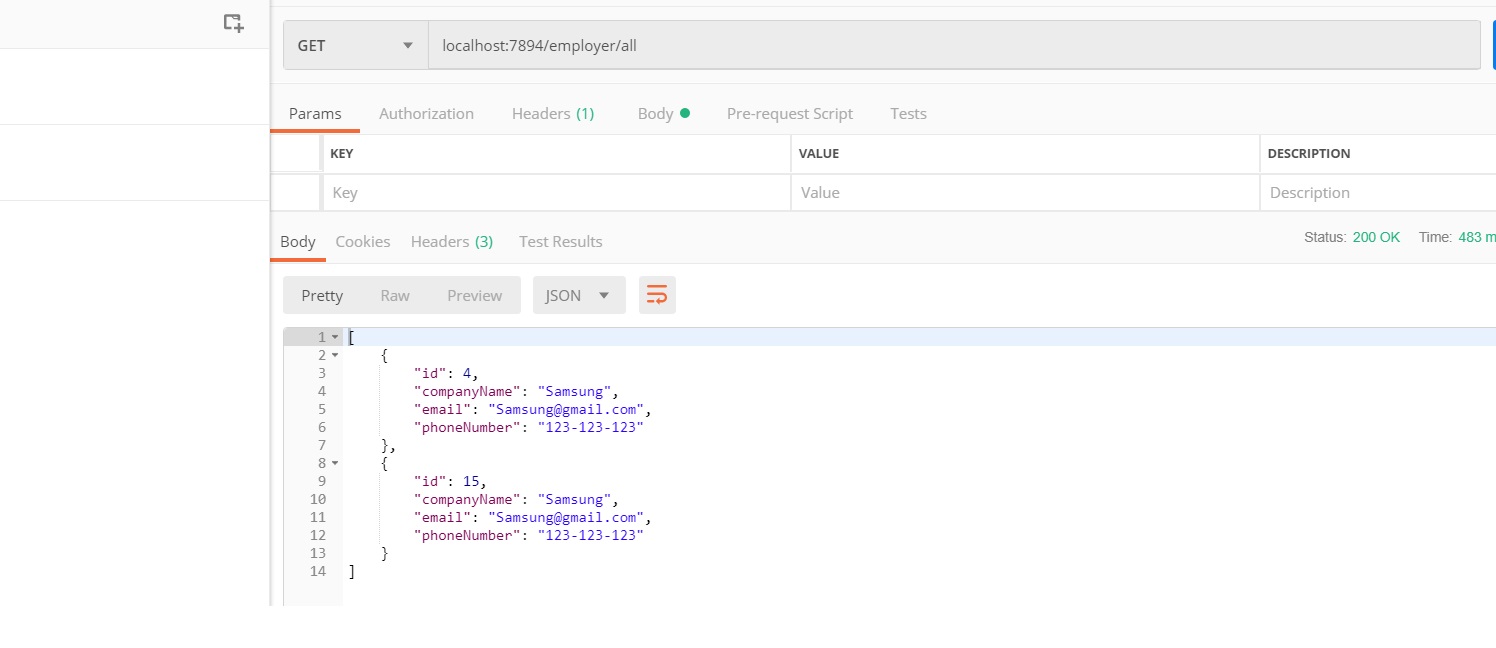 GET localhost:7894/employer/all
Params Authorization Headers (1) Body Pre-request Script Tests
KEY VALUE DESCRIPTION
Key Value Description
Body Cookies Headers (3) Test Results Status: 200 OK Time: 483 m
Pretty Raw Preview JSON
1 [
2 {
3 "id": 4,
4 "companyName": "Samsung",
5 "email": "Samsung@gmail.com",
6 "phoneNumber": "123-123-123"
7 },
8 {
9 "id": 15,
10 "companyName": "Samsung",
11 "email": "Samsung@gmail.com",
12 "phoneNumber": "123-123-123"
13 }
14 ]